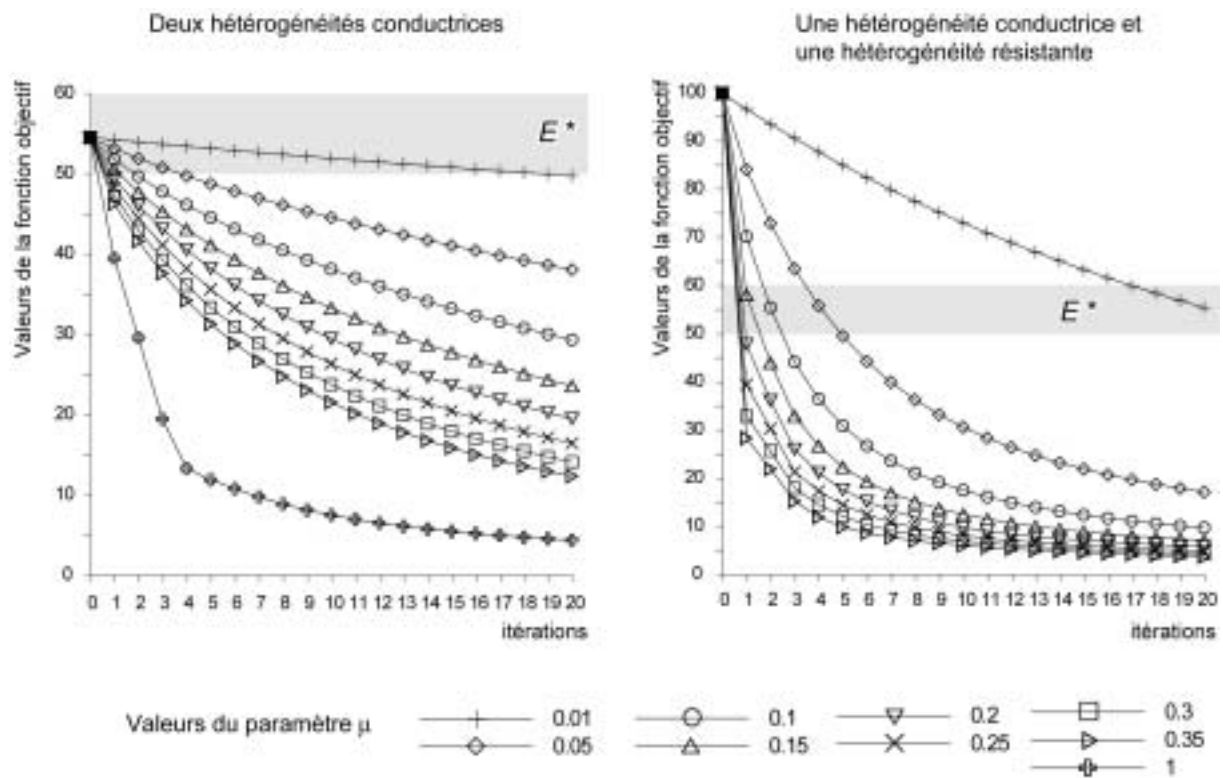 Deux hétérogénéités conductrices
Une hétérogénéité conductrice et
une hétérogénéité résistante
Valeurs de la fonction objectif
60
50
40
30
20
10
0
E *
0 1 2 3 4 5 6 7 8 9 10 11 12 13 14 15 16 17 18 19 20
itérations
Valeurs de la fonction objectif
100
90
80
70
60
50
40
30
20
10
0
E *
0 1 2 3 4 5 6 7 8 9 10 11 12 13 14 15 16 17 18 19 20
itérations
Valeurs du paramètre μ
0.01 0.1 0.2 0.3
0.05 0.15 0.25 0.35
1